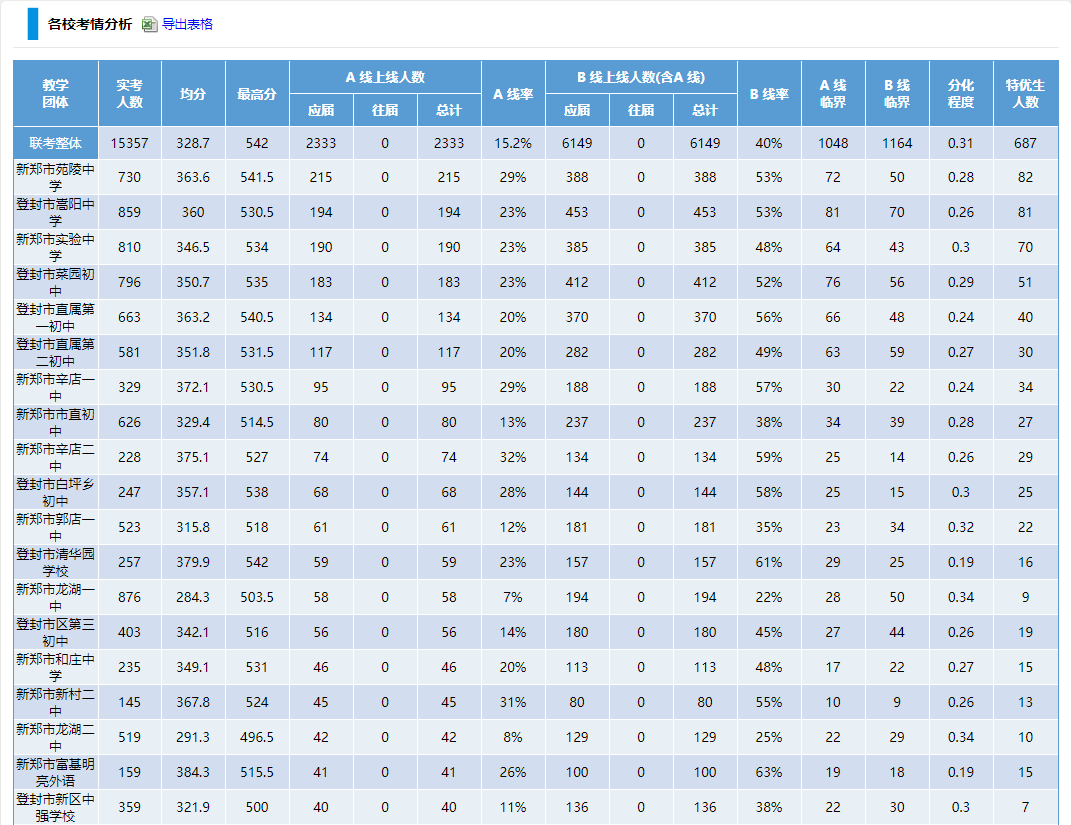 各校考情分析 导出表格
教学团体 实考人数 均分 最高分 A 线上线人数 A 线率 B 线上线人数(含A 线) B 线率 A 线临界 B 线临界 分化程度 特优生人数
应届 往届 总计 应届 往届 总计
联考整体 15357 328.7 542 2333 0 2333 15.2% 6149 0 6149 40% 1048 1164 0.31 687
新郑市苑陵中学 730 363.6 541.5 215 0 215 29% 388 0 388 53% 72 50 0.28 82
登封市嵩阳中学 859 360 530.5 194 0 194 23% 453 0 453 53% 81 70 0.26 81
新郑市实验中学 810 346.5 534 190 0 190 23% 385 0 385 48% 64 43 0.3 70
登封市菜园初中 796 350.7 535 183 0 183 23% 412 0 412 52% 76 56 0.29 51
登封市直属第一初中 663 363.2 540.5 134 0 134 20% 370 0 370 56% 66 48 0.24 40
登封市直属第二初中 581 351.8 531.5 117 0 117 20% 282 0 282 49% 63 59 0.27 30
新郑市辛店一中 329 372.1 530.5 95 0 95 29% 188 0 188 57% 30 22 0.24 34
新郑市市直初中 626 329.4 514.5 80 0 80 13% 237 0 237 38% 34 39 0.28 27
新郑市辛店二中 228 375.1 527 74 0 74 32% 134 0 134 59% 25 14 0.26 29
登封市白坪乡初中 247 357.1 538 68 0 68 28% 144 0 144 58% 25 15 0.3 25
新郑市郭店一中 523 315.8 518 61 0 61 12% 181 0 181 35% 23 34 0.32 22
登封市清华园学校 257 379.9 542 59 0 59 23% 157 0 157 61% 29 25 0.19 16
新郑市龙湖一中 876 284.3 503.5 58 0 58 7% 194 0 194 22% 28 50 0.34 9
登封市区第三初中 403 342.1 516 56 0 56 14% 180 0 180 45% 27 44 0.26 19
新郑市和庄中学 235 349.1 531 46 0 46 20% 113 0 113 48% 17 22 0.27 15
新郑市新村二中 145 367.8 524 45 0 45 31% 80 0 80 55% 10 9 0.26 13
新郑市龙湖二中 519 291.3 496.5 42 0 42 8% 129 0 129 25% 22 29 0.34 10
新郑市富基明亮外语 159 384.3 515.5 41 0 41 26% 100 0 100 63% 19 18 0.19 15
登封市新区中强学校 359 321.9 500 40 0 40 11% 136 0 136 38% 22 30 0.3 7